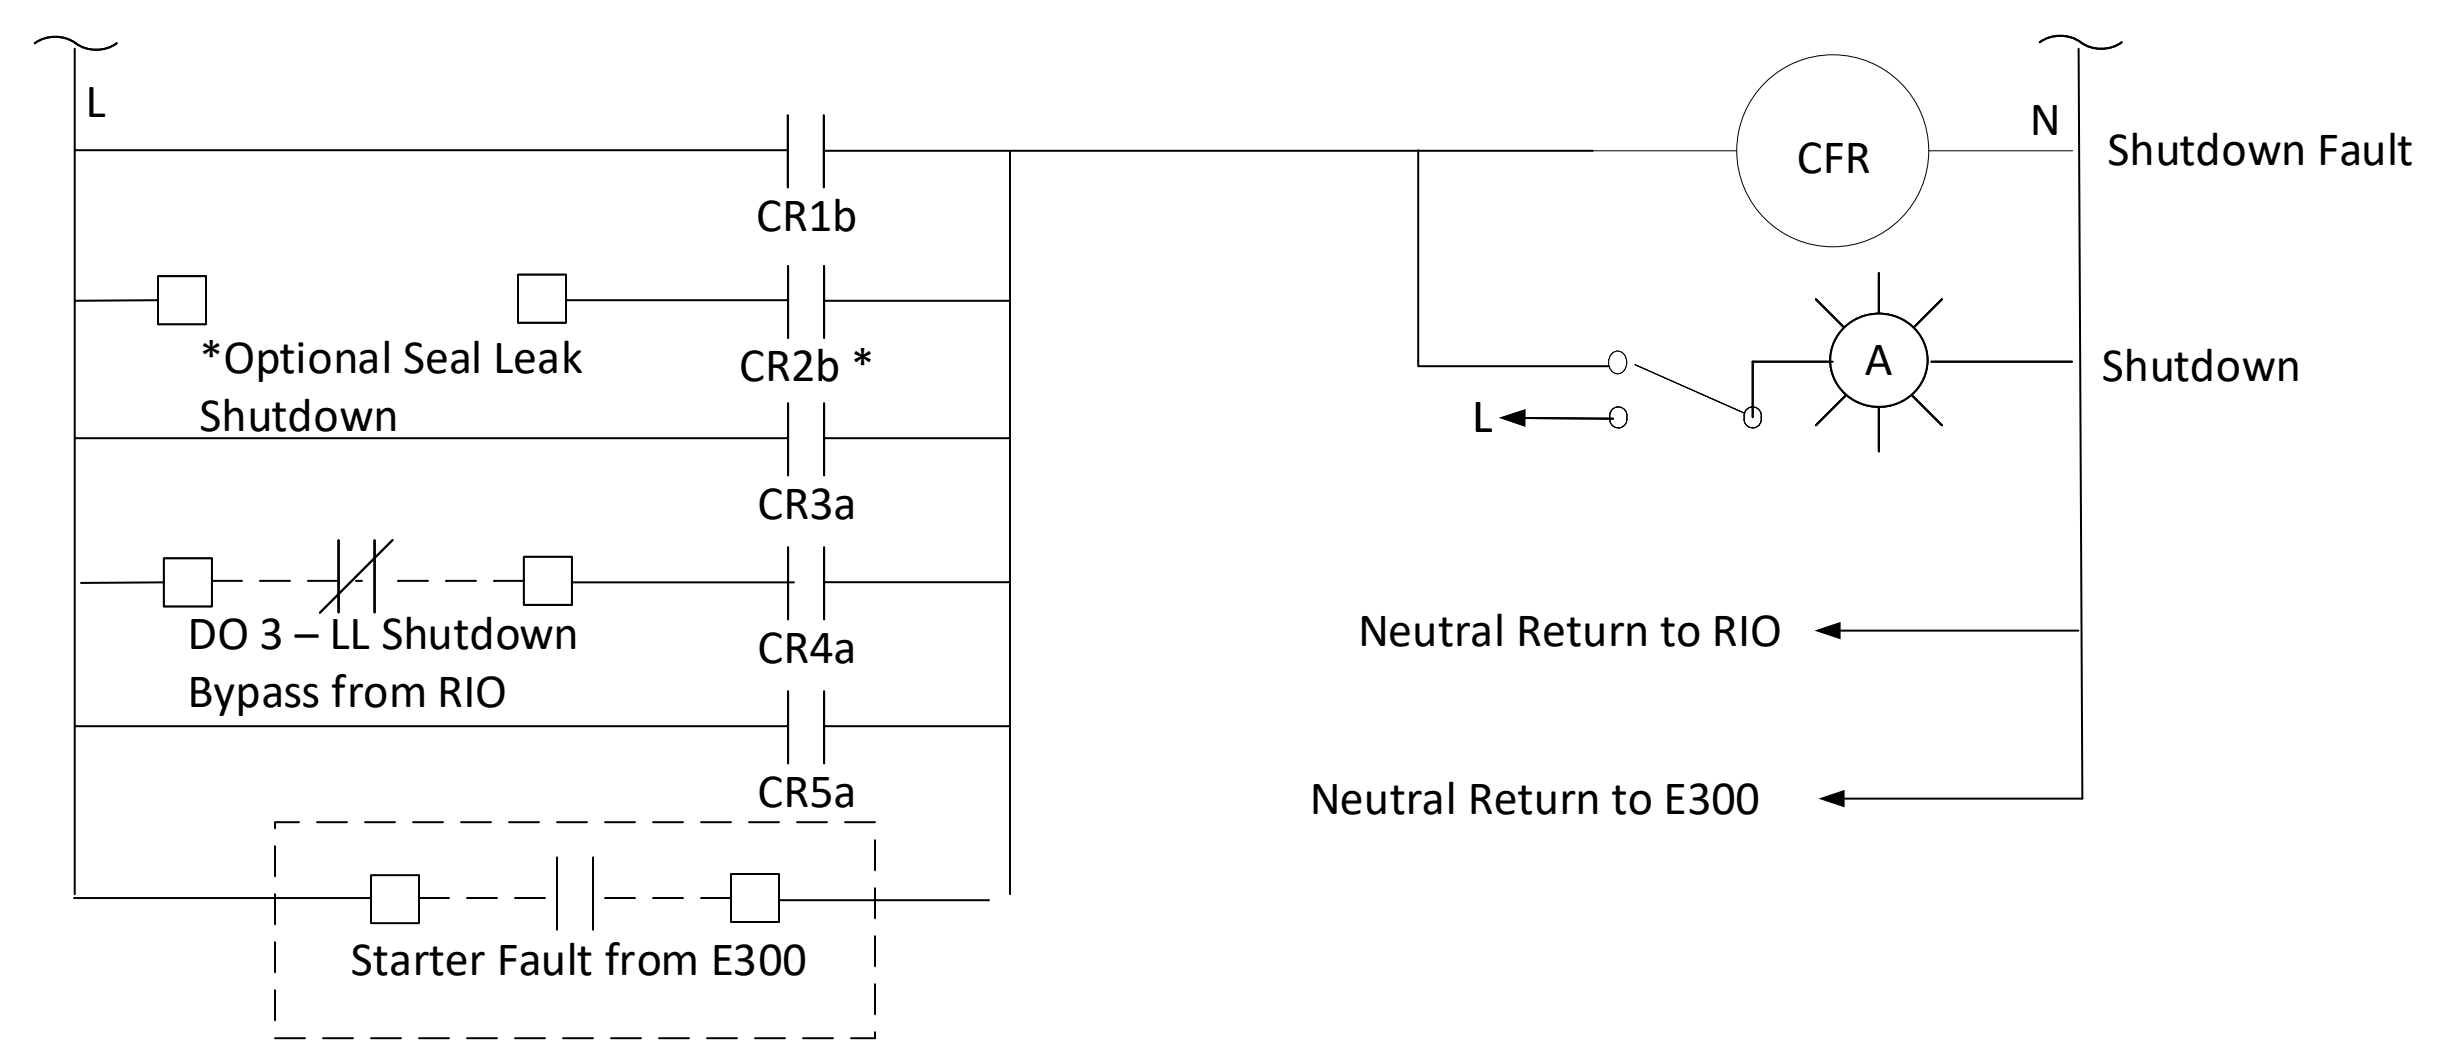 L
N
CFR
Shutdown Fault
CR1b
*Optional Seal Leak
Shutdown
CR2b *
A
Shutdown
L
CR3a
DO 3 – LL Shutdown
Bypass from RIO
CR4a
Neutral Return to RIO
CR5a
Neutral Return to E300
Starter Fault from E300